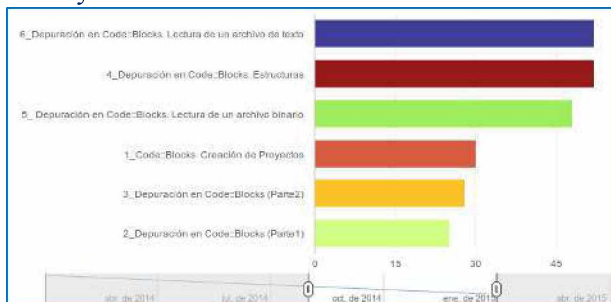 6_Depuración en Code::Blocks. Lectura de un archivo de texto
4_Depuración en Code::Blocks. Estructuras
5_ Depuración en Code::Blocks. Lectura de un archivo binario
1_Code::Blocks. Creación de Proyectos
3_Depuración en Code::Blocks (Parte2)
2_Depuración en Code::Blocks (Parte1)
0 15 30 45
abr. de 2014 jul. de 2014 oct. de 2014 ene. de 2015 abr. de 2015